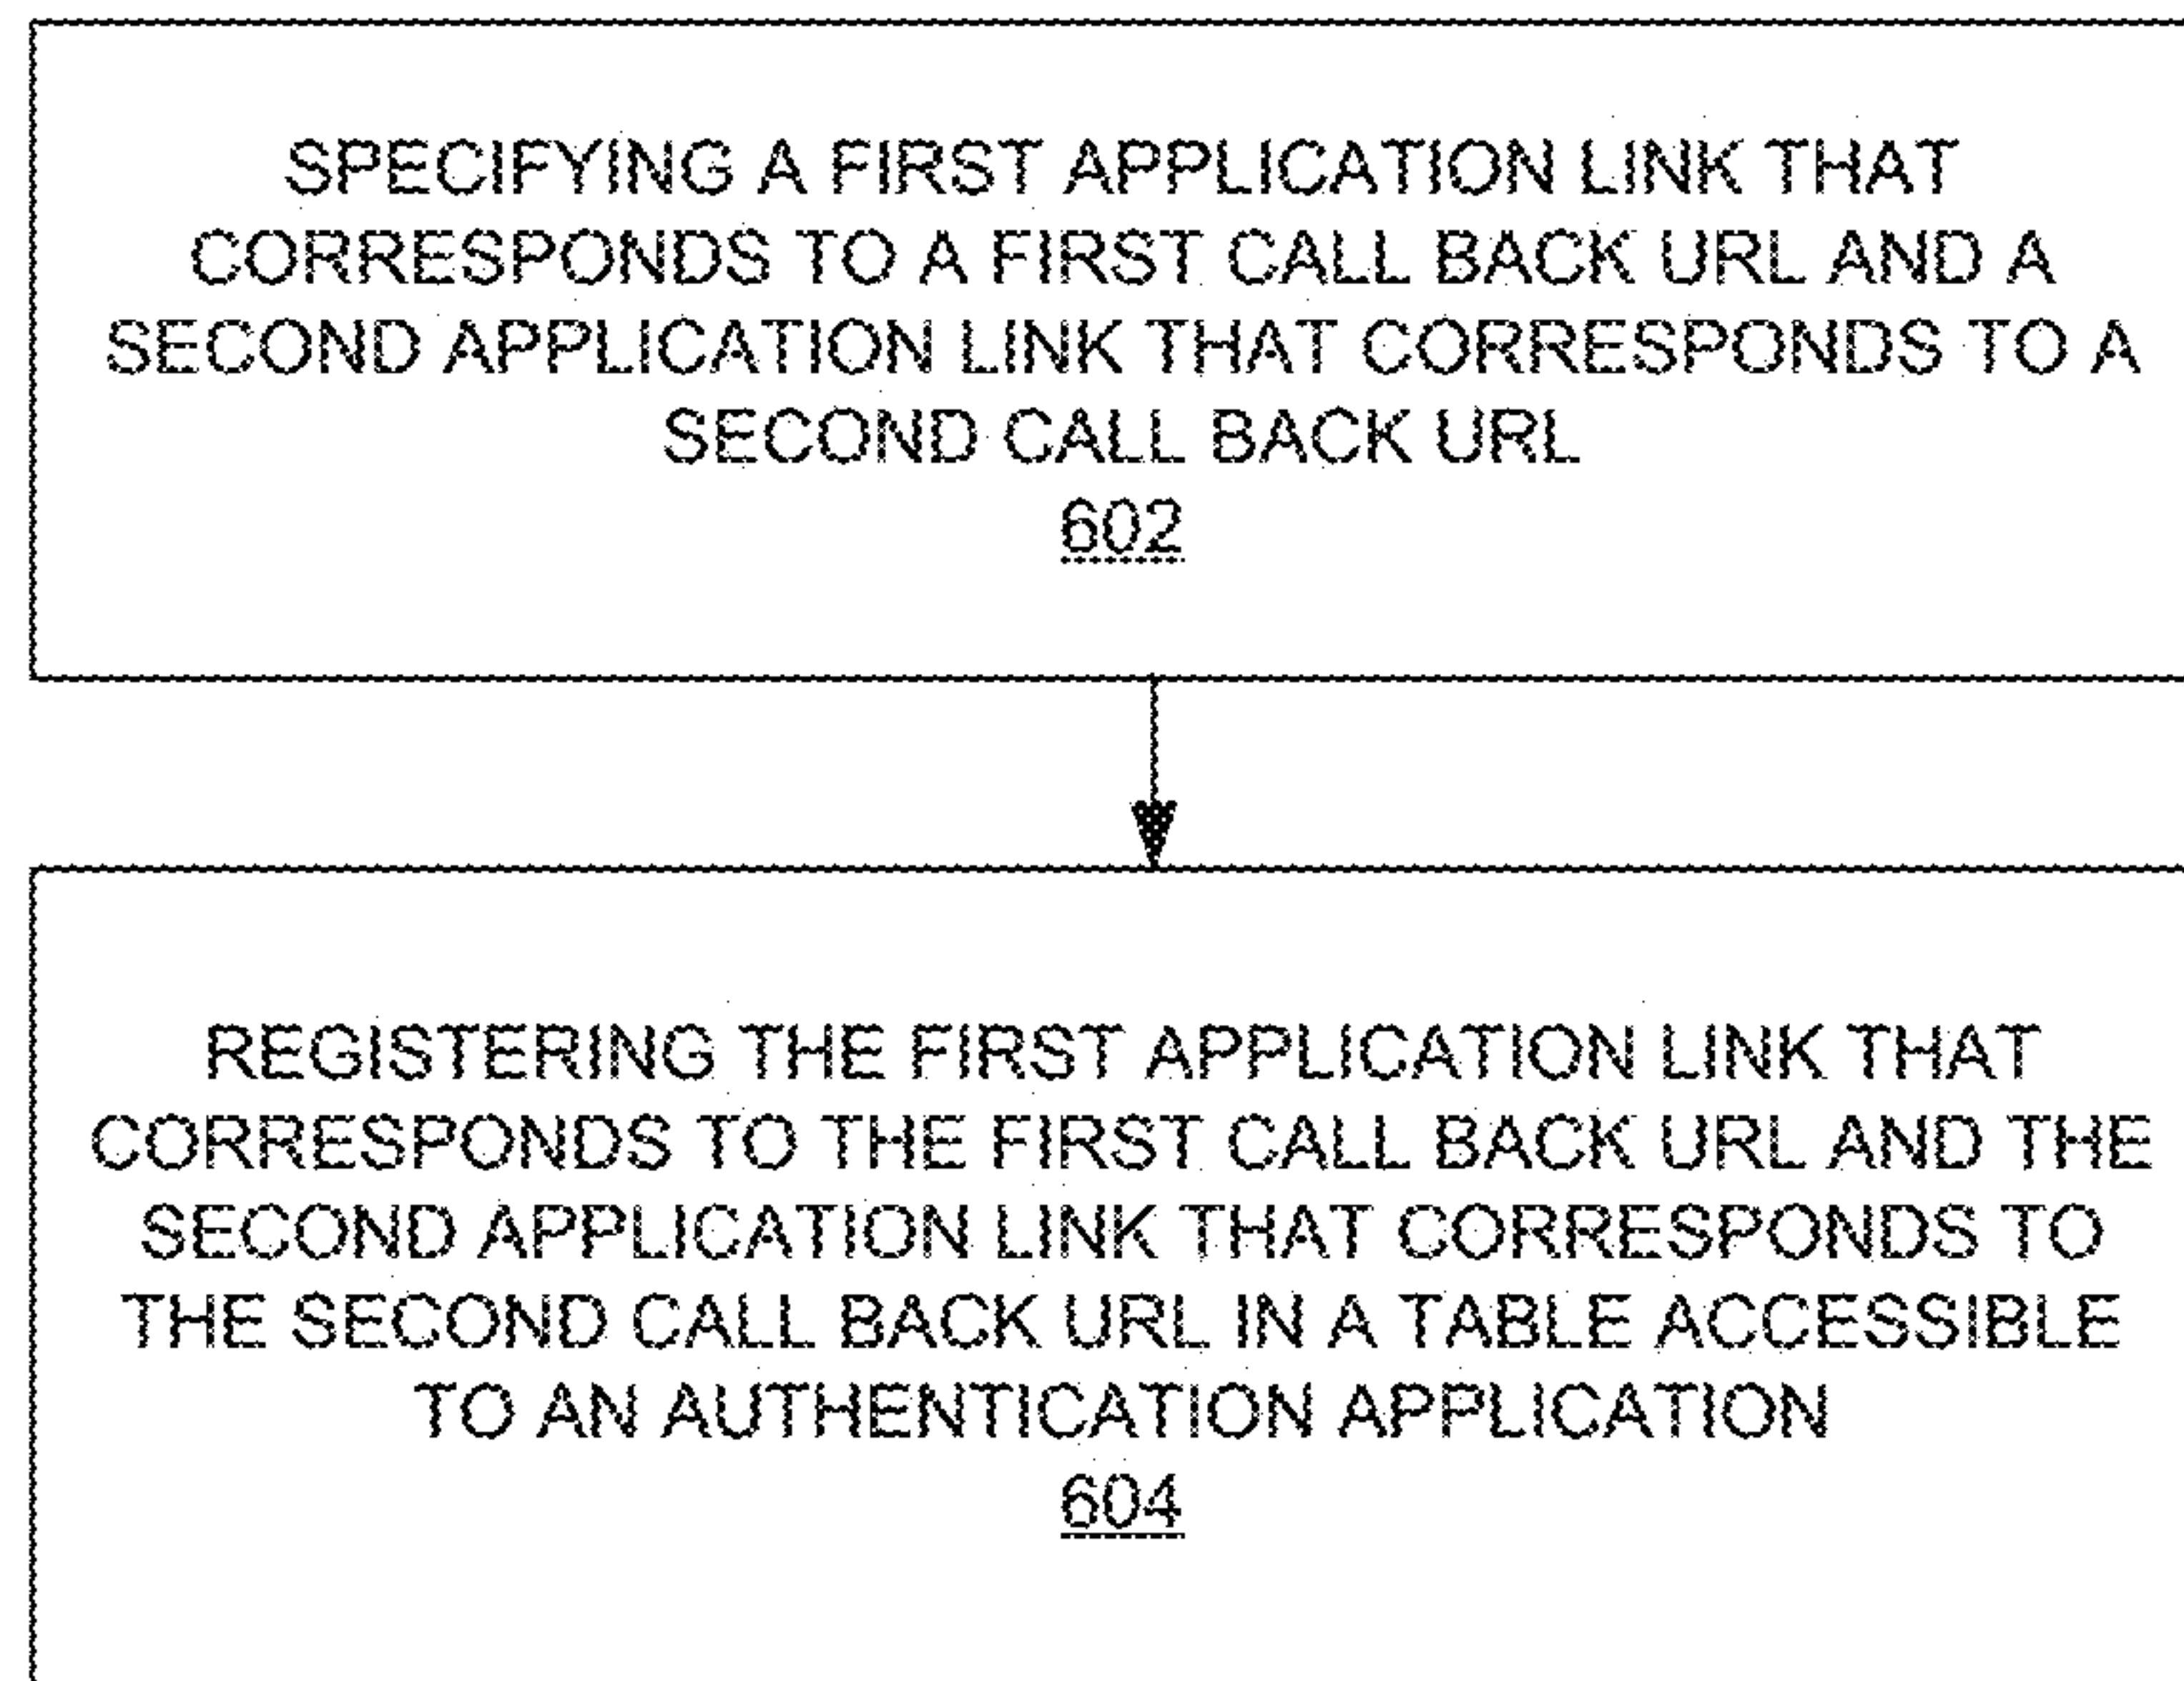 SPECIFYING A FIRST APPLICATION LINK THAT
CORRESPONDS TO A FIRST CALL BACK URL AND A
SECOND APPLICATION LINK THAT CORRESPONDS TO A
SECOND CALL BACK URL
602
REGISTERING THE FIRST APPLICATION LINK THAT
CORRESPONDS TO THE FIRST CALL BACK URL AND THE
SECOND APPLICATION LINK THAT CORRESPONDS TO
THE SECOND CALL BACK URL IN A TABLE ACCESSIBLE
TO AN AUTHENTICATION APPLICATION
604